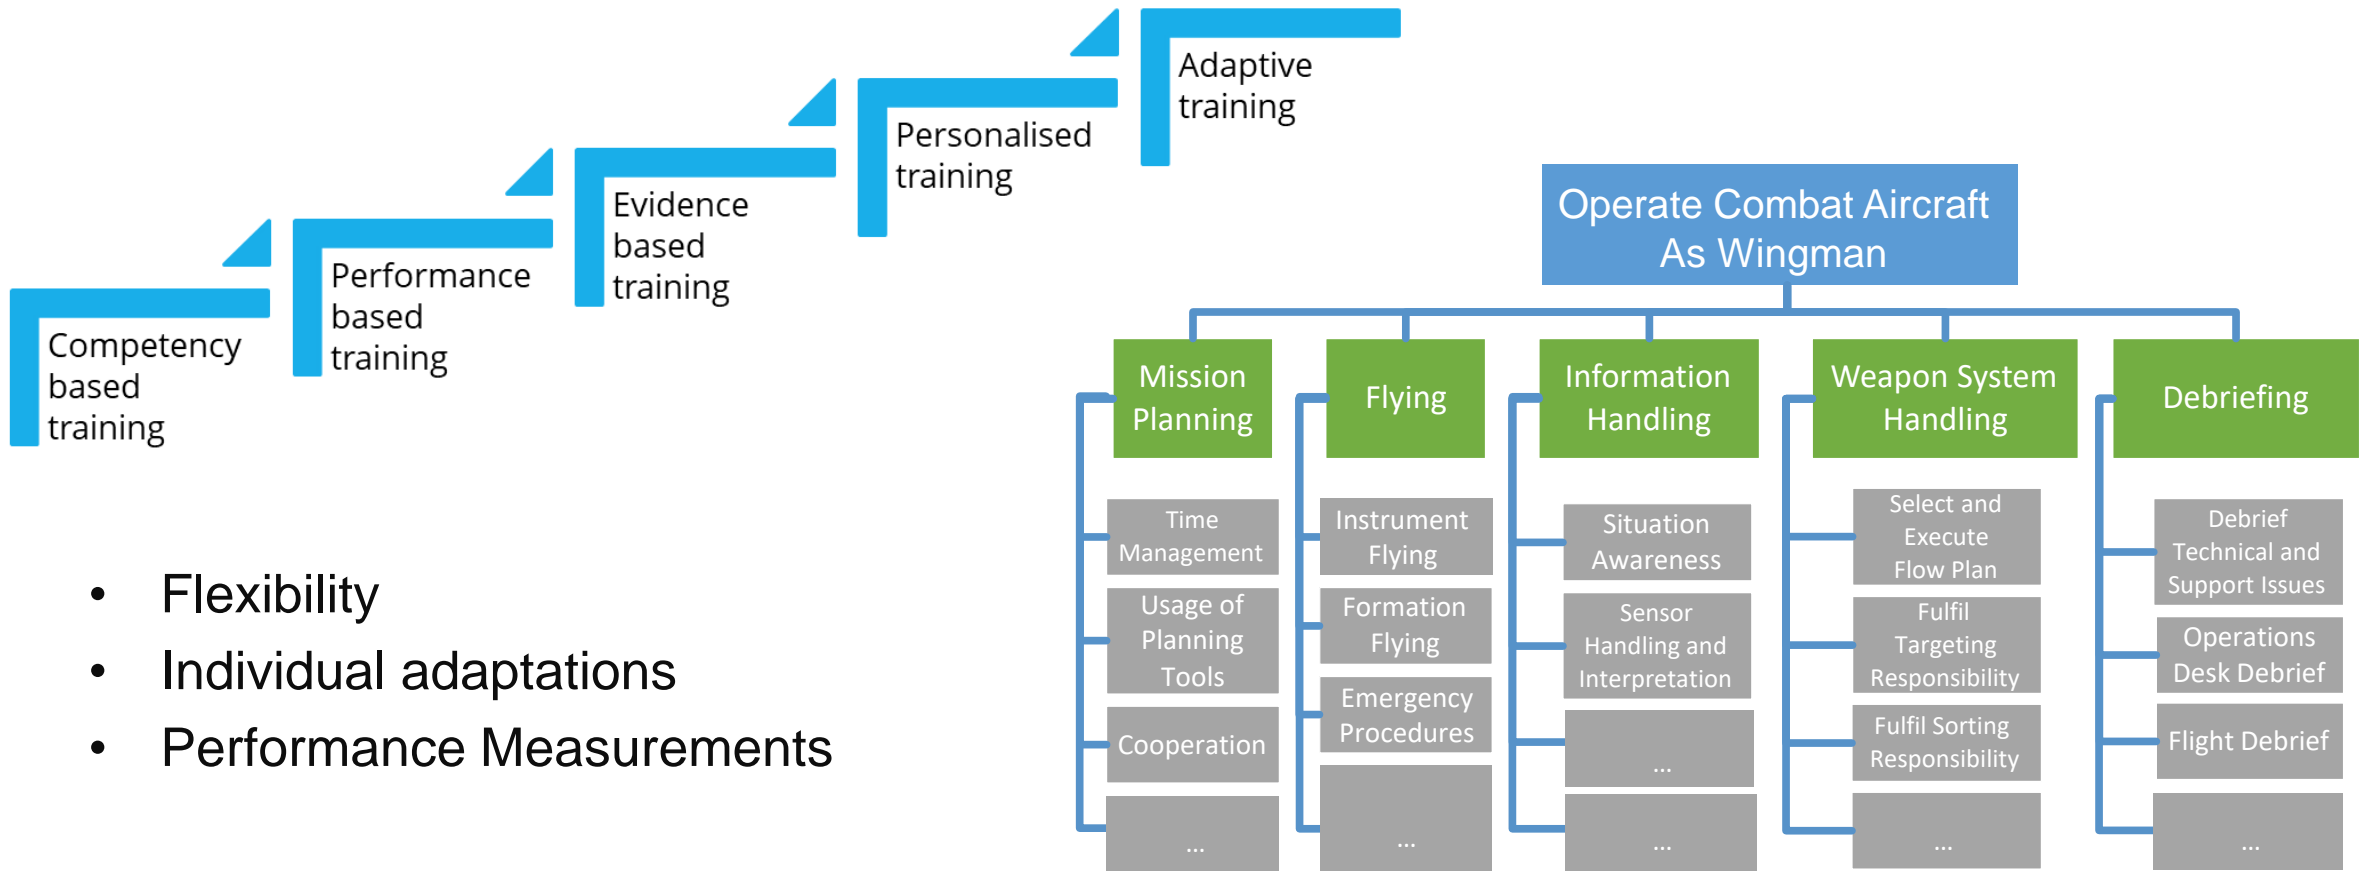 Adaptive
training
Personalised
training
Evidence
based
training
Performance
based
training
Competency
based
training
• Flexibility
• Individual adaptations
• Performance Measurements
Operate Combat Aircraft
As Wingman
Mission
Planning
Time
Management
Usage of
Planning
Tools
Cooperation
...
Flying
Instrument
Flying
Formation
Flying
Emergency
Procedures
...
Information
Handling
Situation
Awareness
Sensor
Handling and
Interpretation
...
...
Weapon System
Handling
Select and
Execute
Flow Plan
Fulfil
Targeting
Responsibility
Fulfil Sorting
Responsibility
...
Debriefing
Debrief
Technical and
Support Issues
Operations
Desk Debrief
Flight Debrief
...